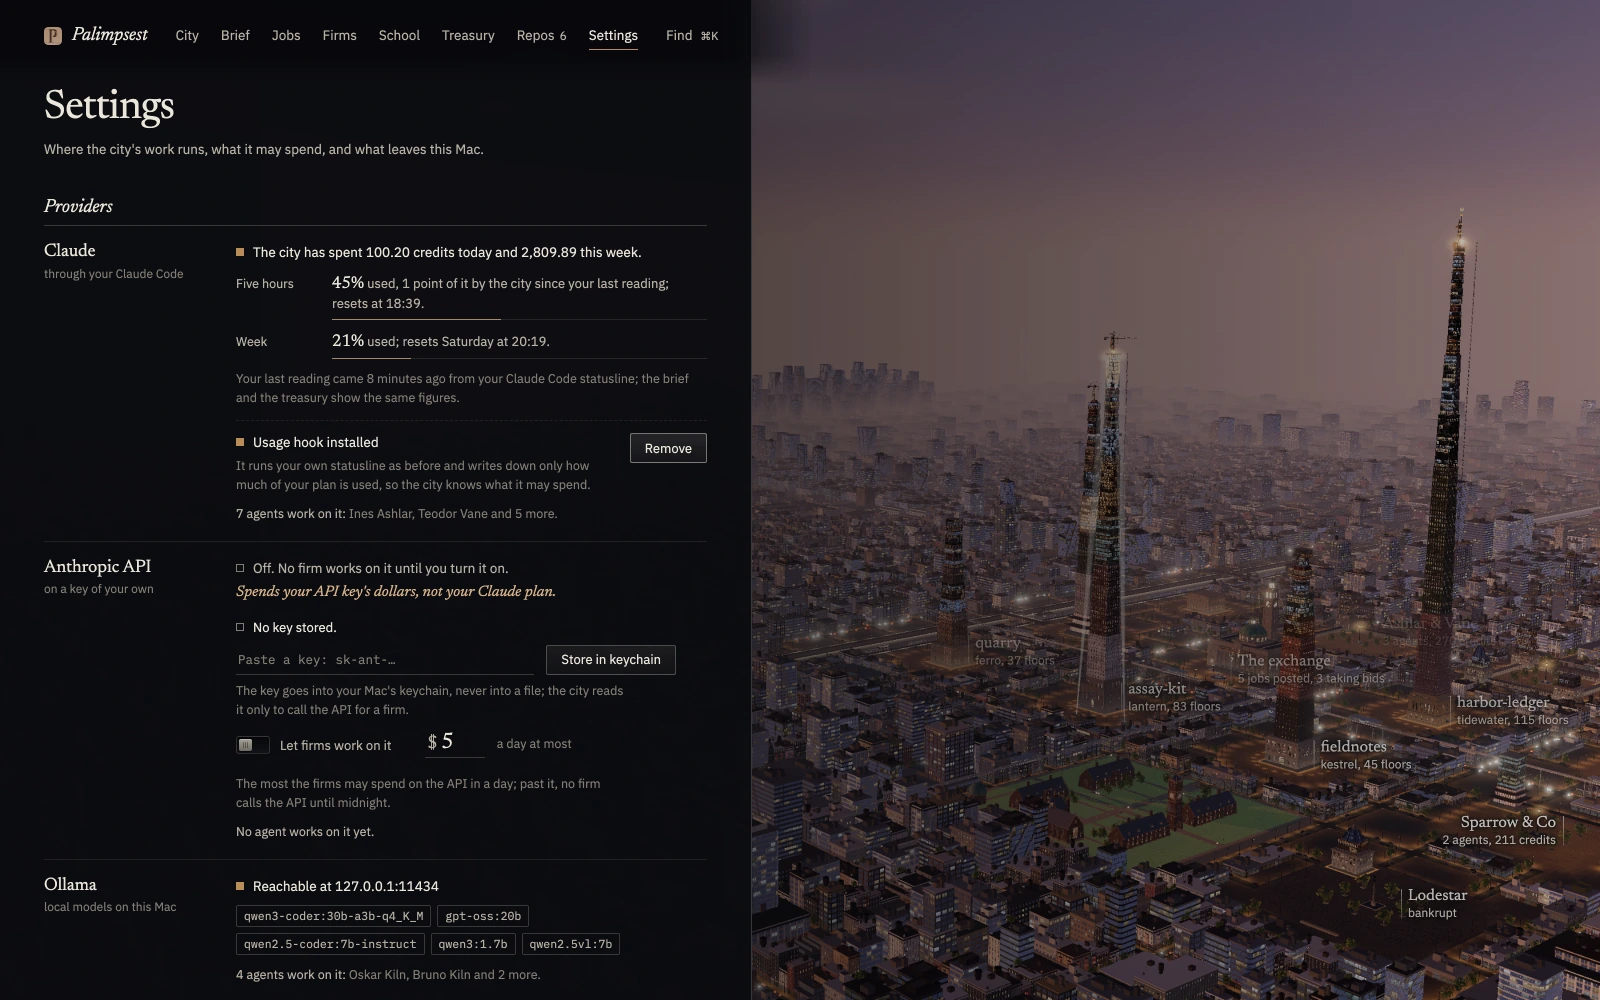 P Palimpsest City Brief Jobs Firms School Treasury Repos 6 Settings Find ⌘K
Settings
Where the city's work runs, what it may spend, and what leaves this Mac.
Providers
Claude
through your Claude Code
The city has spent 100.20 credits today and 2,809.89 this week.
Five hours
45% used, 1 point of it by the city since your last reading;
resets at 18:39.
Week
21% used; resets Saturday at 20:19.
Your last reading came 8 minutes ago from your Claude Code statusline; the brief
and the treasury show the same figures.
Usage hook installed
It runs your own statusline as before and writes down only how
much of your plan is used, so the city knows what it may spend.
Remove
7 agents work on it: Ines Ashlar, Teodor Vane and 5 more.
Anthropic API
on a key of your own
Off. No firm works on it until you turn it on.
Spends your API key's dollars, not your Claude plan.
No key stored.
Paste a key: sk-ant-…
Store in keychain
The key goes into your Mac's keychain, never into a file; the city reads
it only to call the API for a firm.
Let firms work on it
$ 5
a day at most
The most the firms may spend on the API in a day; past it, no firm
calls the API until midnight.
No agent works on it yet.
Ollama
local models on this Mac
Reachable at 127.0.0.1:11434
qwen3-coder:30b-a3b-q4_K_M gpt-oss:20b
qwen2.5-coder:7b-instruct qwen3:1.7b qwen2.5vl:7b
4 agents work on it: Oskar Kiln, Bruno Kiln and 2 more.
Ashlar & Vane
quarry
ferro, 37 floors
The exchange
5 jobs posted, 3 taking bids
assay-kit
lantern, 83 floors
harbor-ledger
tidewater, 115 floors
fieldnotes
kestrel, 45 floors
Sparrow & Co
2 agents, 211 credits
Lodestar
bankrupt